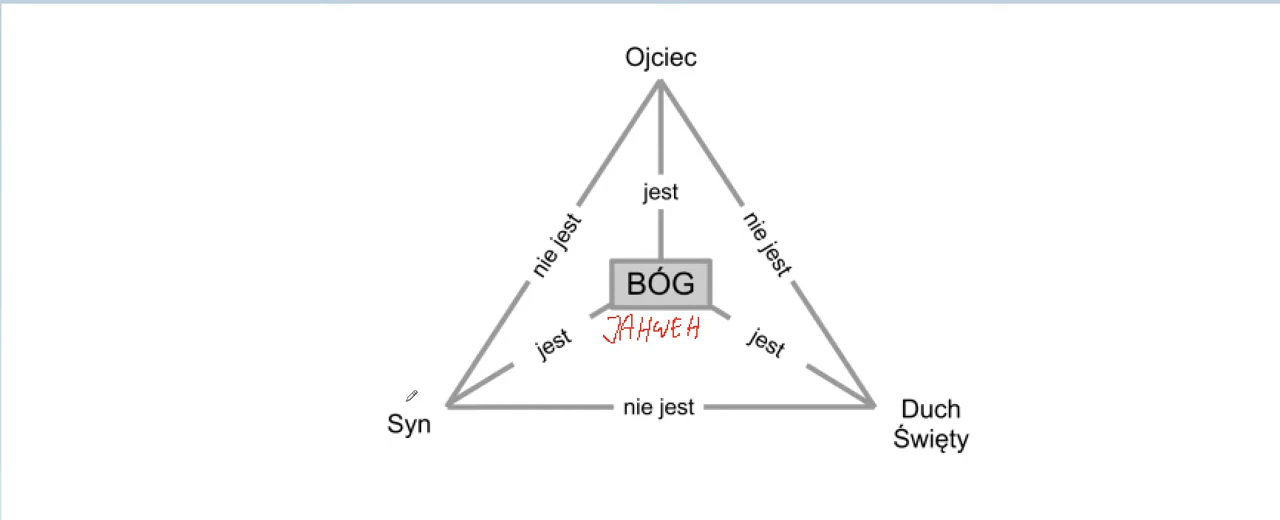 Ojciec
jest
nie jest
nie jest
BÓG
JAHWEH
jest
jest
nie jest
Syn
Duch
Święty